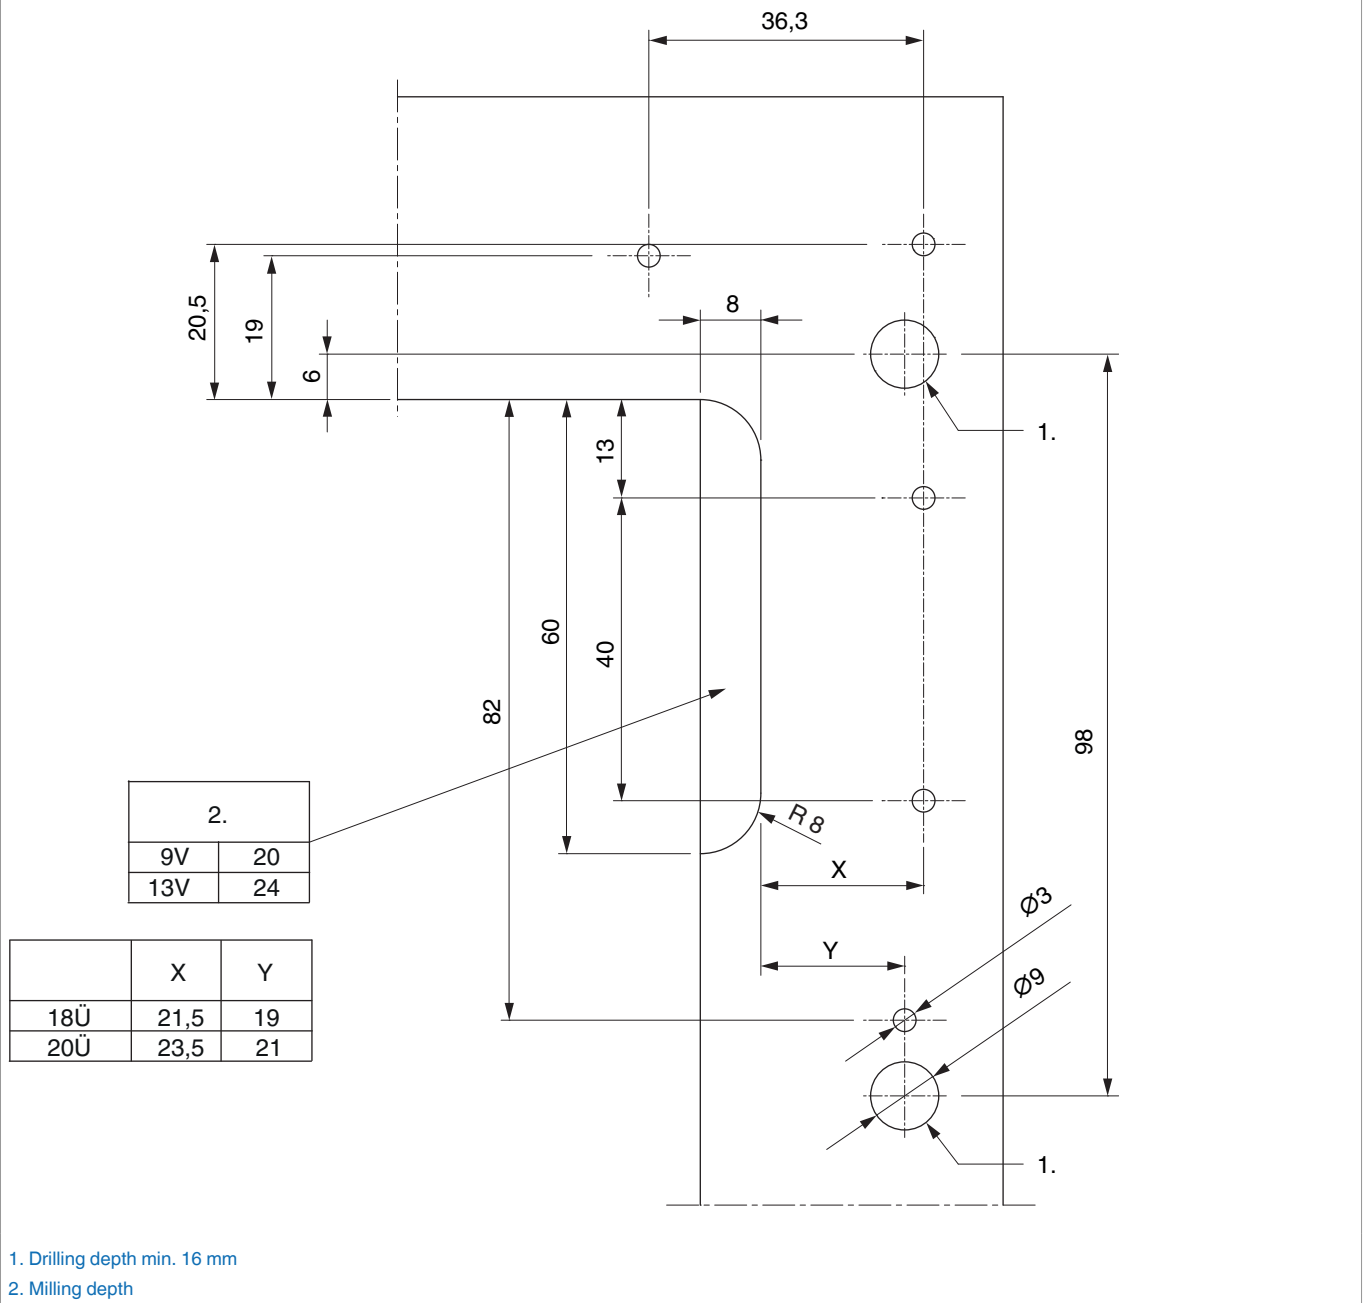 36,3
20,5
19
6
8
1.
13
60
40
82
98
R 8
2.
9V 20
13V 24
X
Y
Ø3
Ø9
X Y
18Ü 21,5 19
20Ü 23,5 21
1.
1. Drilling depth min. 16 mm
2. Milling depth